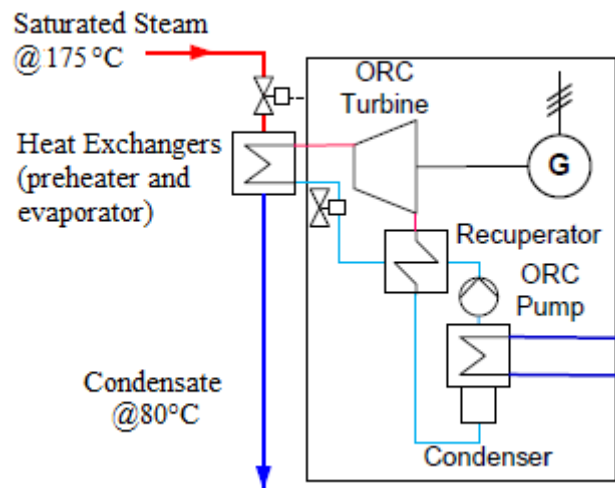 Saturated Steam
@175°C
ORC
Turbine
Heat Exchangers
(preheater and
evaporator)
G
Recuperator
ORC
Pump
Condensate
@80°C
Condenser